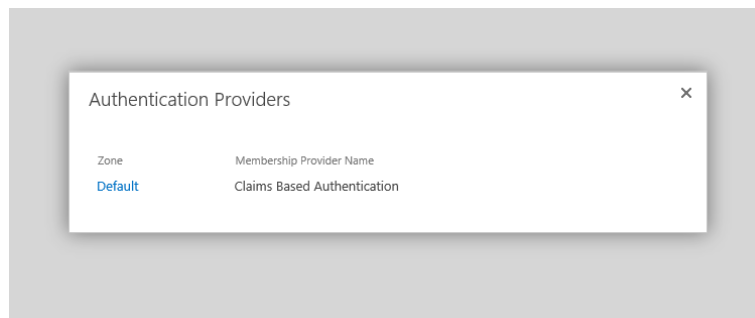 Authentication Providers
Zone Membership Provider Name
Default Claims Based Authentication